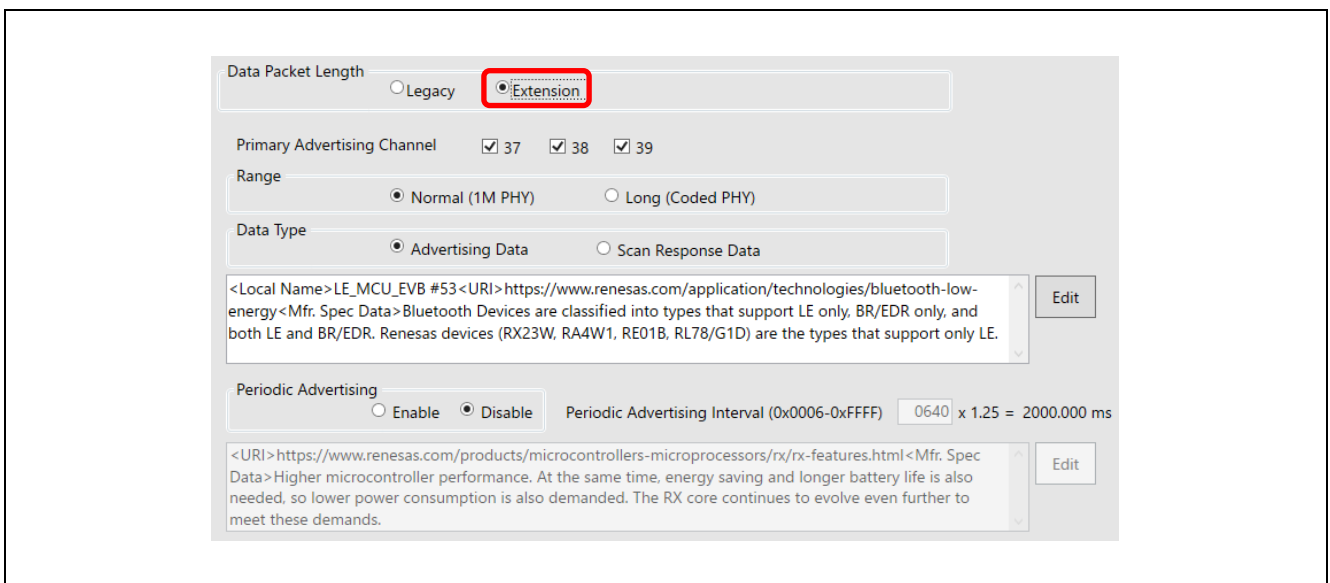 Data Packet Length
Legacy Extension
Primary Advertising Channel 37 38 39
Range
Normal (1M PHY) Long (Coded PHY)
Data Type
Advertising Data Scan Response Data
<Local Name>LE_MCU_EVB #53<URI>https://www.renesas.com/application/technologies/bluetooth-low-
energy<Mfr. Spec Data>Bluetooth Devices are classified into types that support LE only, BR/EDR only, and
both LE and BR/EDR. Renesas devices (RX23W, RA4W1, RE01B, RL78/G1D) are the types that support only LE.
Edit
Periodic Advertising
Enable Disable Periodic Advertising Interval (0x0006-0xFFFF) 0640 x 1.25 = 2000.000 ms
<URI>https://www.renesas.com/products/microcontrollers-microprocessors/rx/rx-features.html<Mfr. Spec
Data>Higher microcontroller performance. At the same time, energy saving and longer battery life is also
needed, so lower power consumption is also demanded. The RX core continues to evolve even further to
meet these demands.
Edit